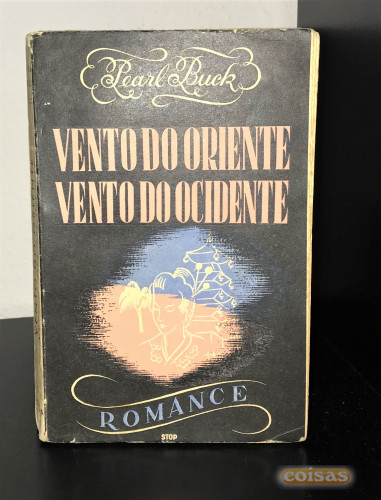 Pearl Buck
VENTO DO ORIENTE
VENTO DO OCIDENTE
ROMANCE
STOP
coisas